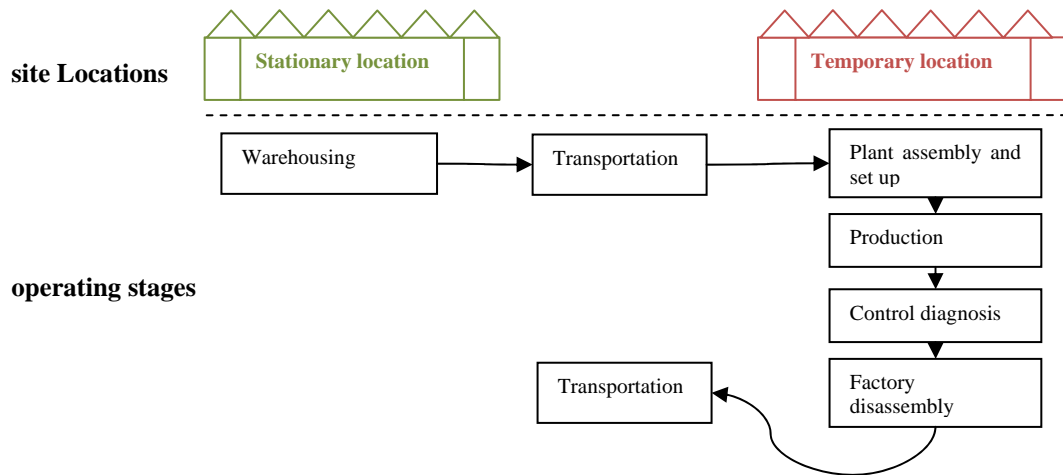 site Locations
Stationary location
Temporary location
Warehousing
Transportation
Plant assembly and
set up
Production
operating stages
Control diagnosis
Transportation
Factory
disassembly